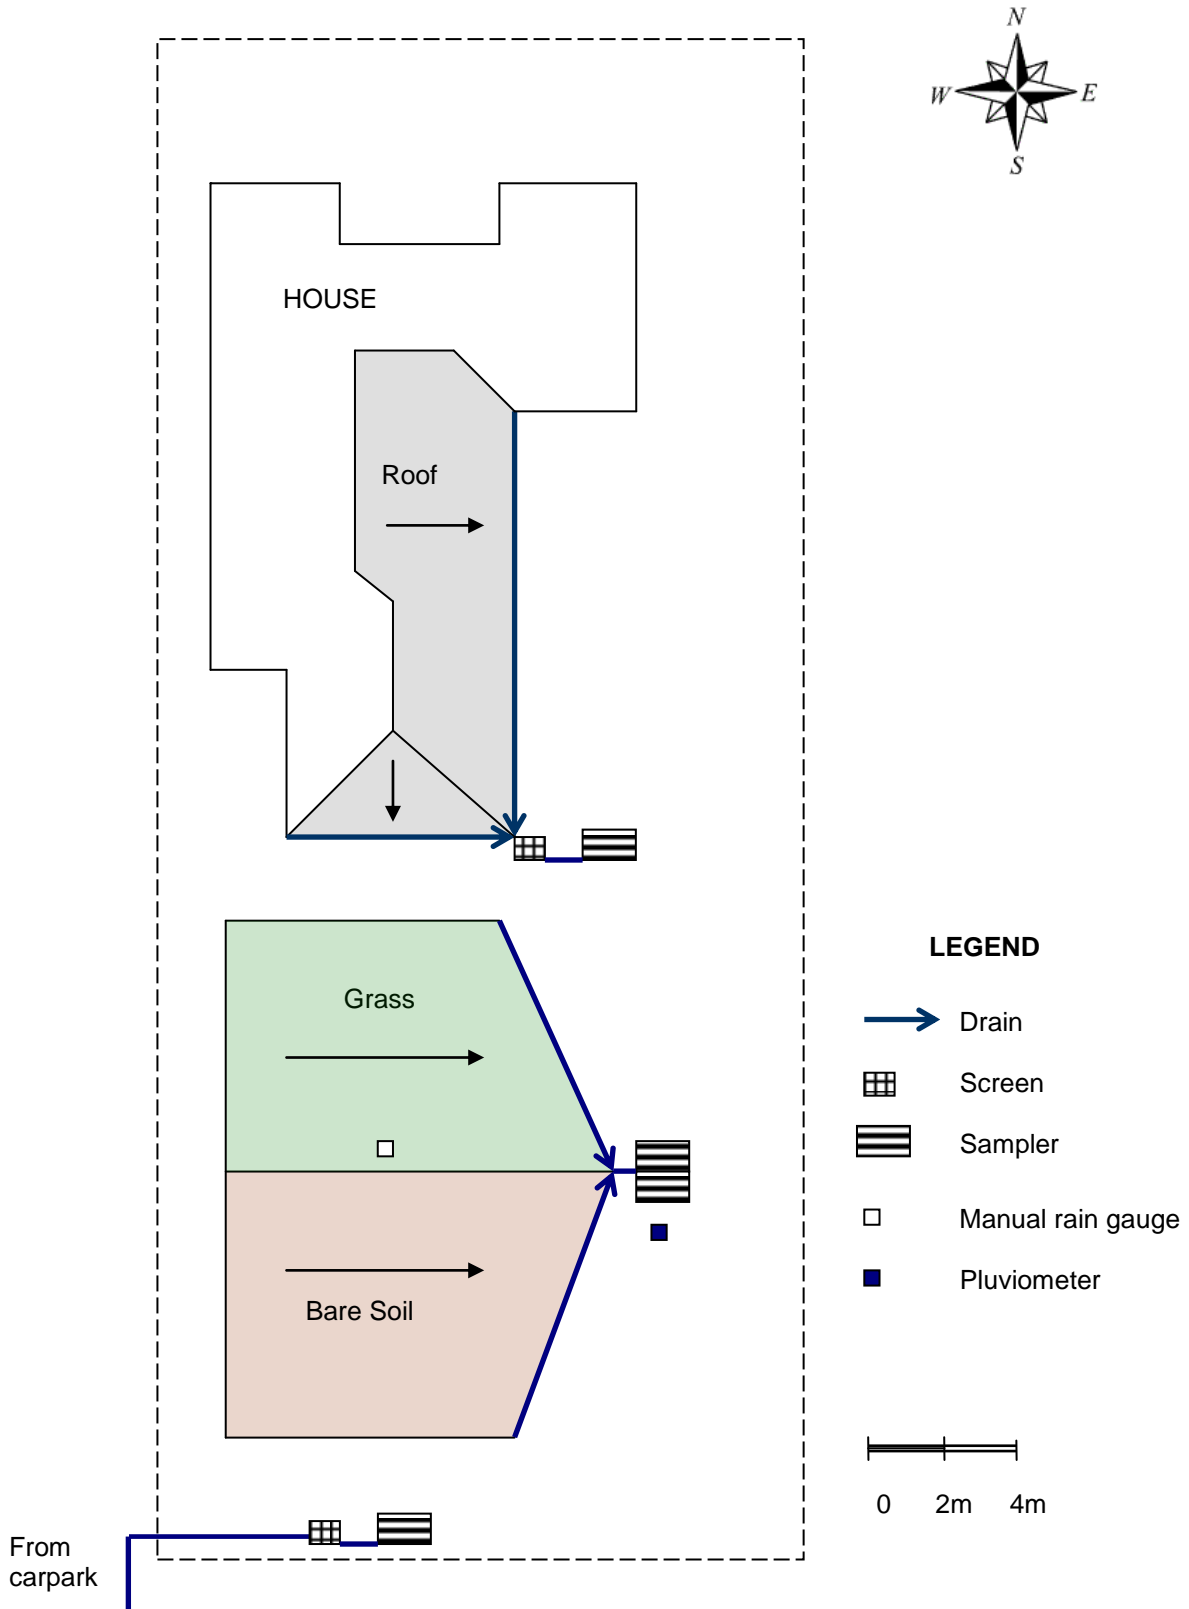 N
W
E
S
HOUSE
Roof
Grass
Bare Soil
LEGEND
Drain
Screen
Sampler
Manual rain gauge
Pluviometer
0 2m 4m
From
carpark